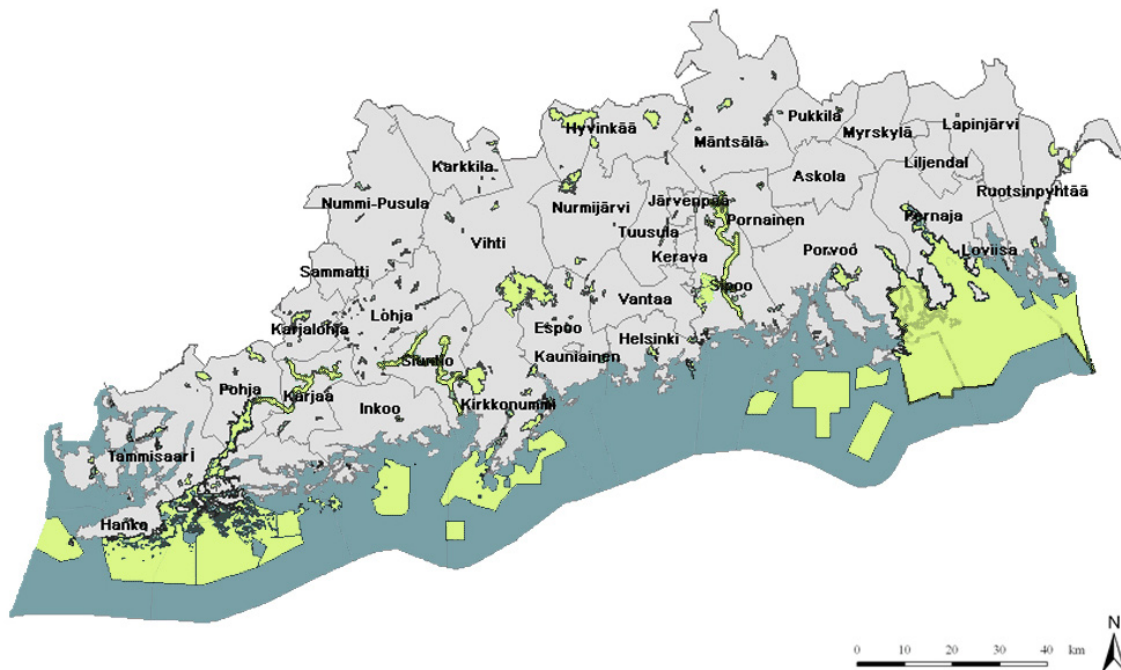 Pukkila
Lapinjärvi
Hyvinkää
Myrskylä
Mäntsälä
Karkkila
Liljendal
Askola
Ruotsinpyhtää
Nummi-Pusula
Järvenpää
Nurmijärvi
Pornainen
Pernaja
Tuusula
Vihti
Porvoo
Loviisa
Kerava
Sammatti
Sipoo
Vantaa
Lohja
Karjalohja
Espoo
Helsinki
Siuntio
Kauniainen
Pohja
Karjaa
Inkoo
Kirkkonummi
Tammisaari
Hanko
N
0 10 20 30 40 km